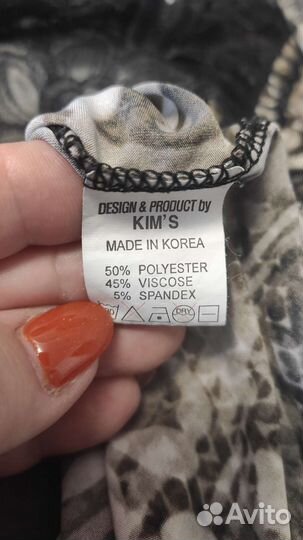 DESIGN & PRODUCT by
KIM'S
MADE IN KOREA
50% POLYESTER
45% VISCOSE
5% SPANDEX
DRY
Avito